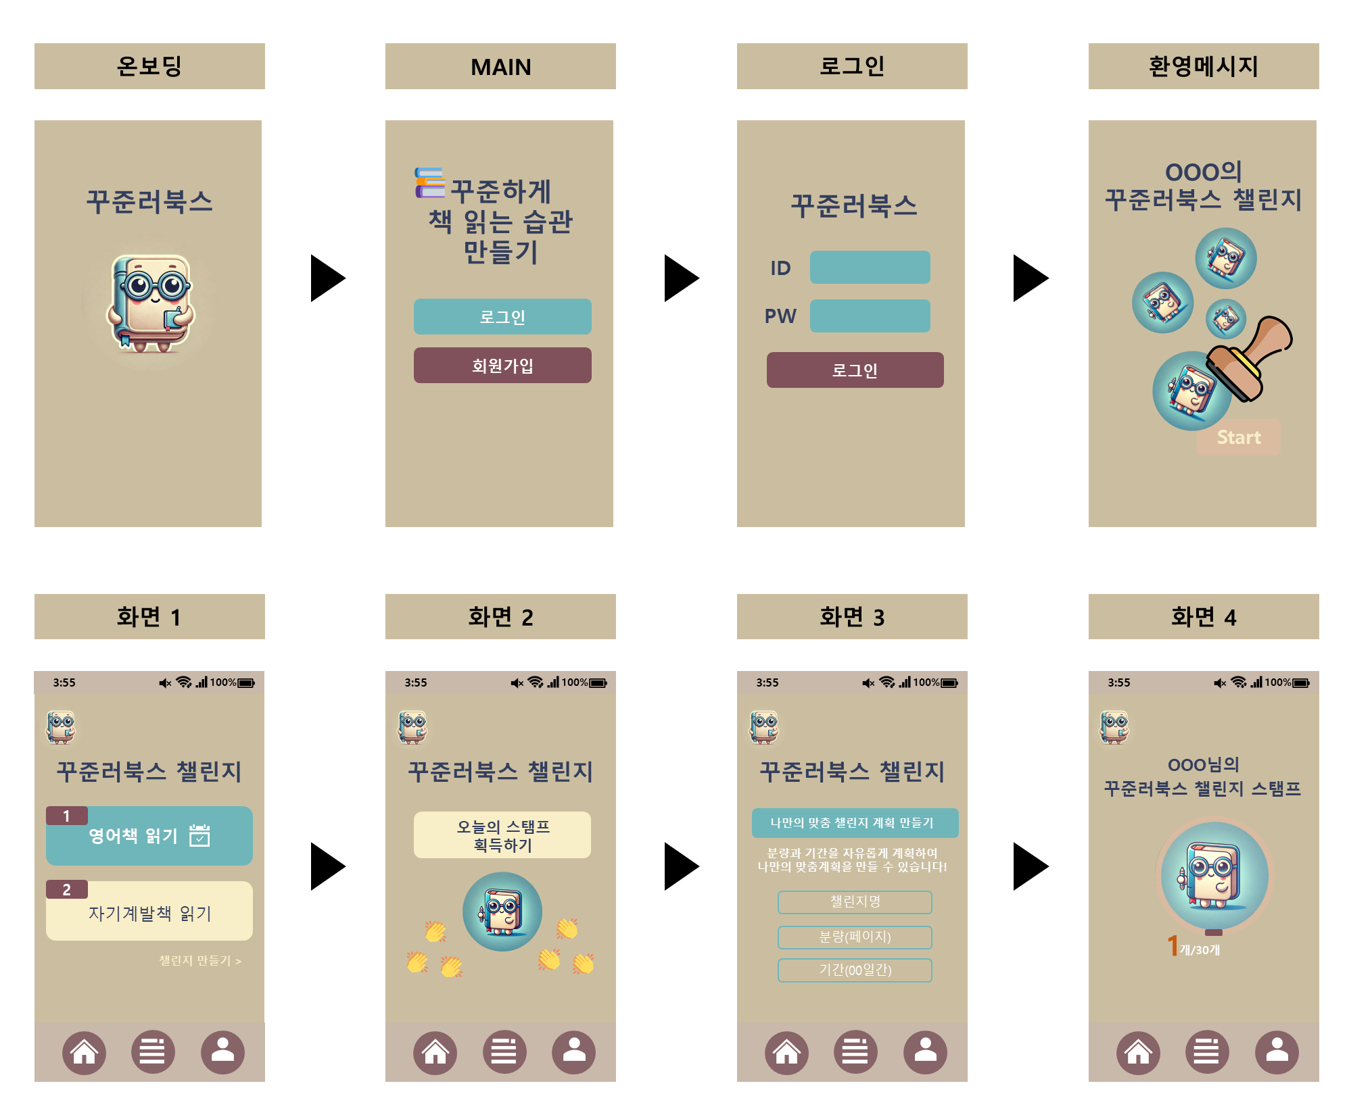 온보딩
MAIN
로그인
환영메시지
꾸준러북스
꾸준하게
책 읽는 습관
만들기
로그인
회원가입
꾸준러북스
ID
PW
로그인
OOO의
꾸준러북스 챌린지
Start
화면 1
화면 2
화면 3
화면 4
3:55
100%
꾸준러북스 챌린지
1
영어책 읽기
2
자기계발책 읽기
챌린지 만들기 >
3:55
100%
꾸준러북스 챌린지
오늘의 스탬프
획득하기
3:55
100%
꾸준러북스 챌린지
나만의 맞춤 챌린지 계획 만들기
분량과 기간을 자유롭게 계획하여
나만의 맞춤계획을 만들 수 있습니다!
챌린지명
분량(페이지)
기간(00일간)
3:55
100%
OOO님의
꾸준러북스 챌린지 스탬프
1개/30개